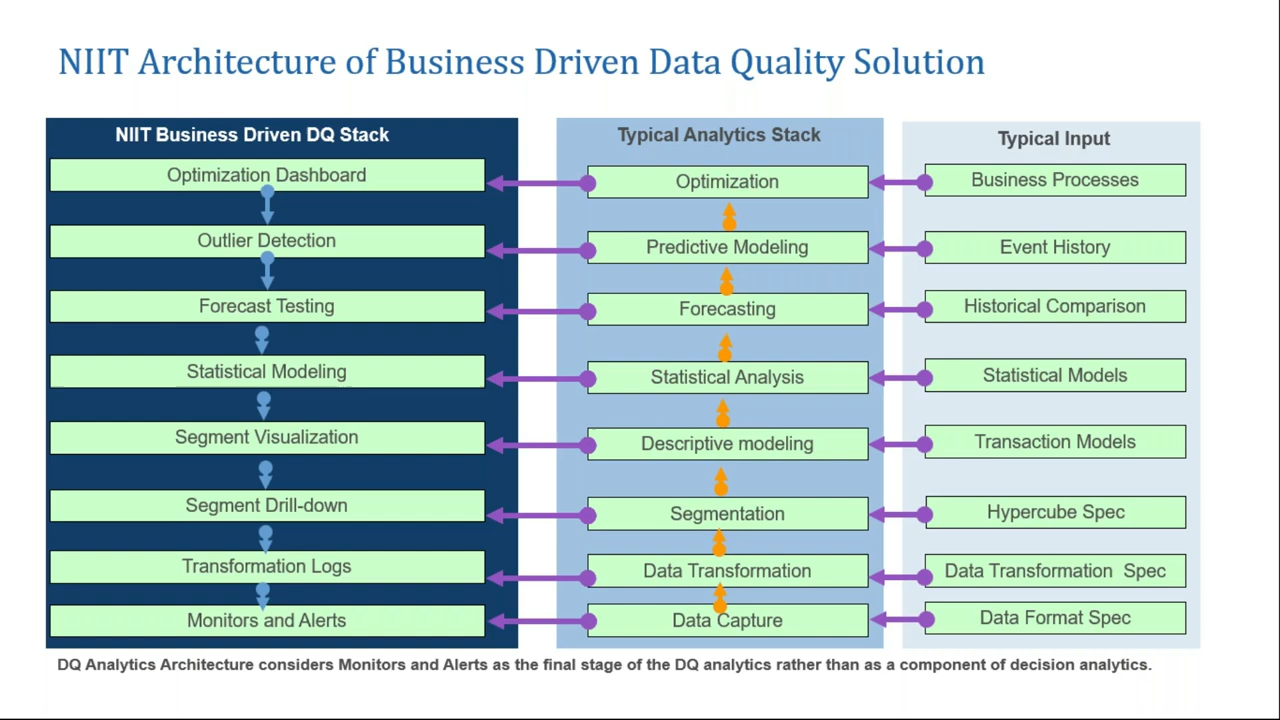 NIIT Architecture of Business Driven Data Quality Solution
NIIT Business Driven DQ Stack
Optimization Dashboard
Outlier Detection
Forecast Testing
Statistical Modeling
Segment Visualization
Segment Drill-down
Transformation Logs
Monitors and Alerts
Typical Analytics Stack
Optimization
Predictive Modeling
Forecasting
Statistical Analysis
Descriptive modeling
Segmentation
Data Transformation
Data Capture
Typical Input
Business Processes
Event History
Historical Comparison
Statistical Models
Transaction Models
Hypercube Spec
Data Transformation Spec
Data Format Spec
DQ Analytics Architecture considers Monitors and Alerts as the final stage of the DQ analytics rather than as a component of decision analytics.